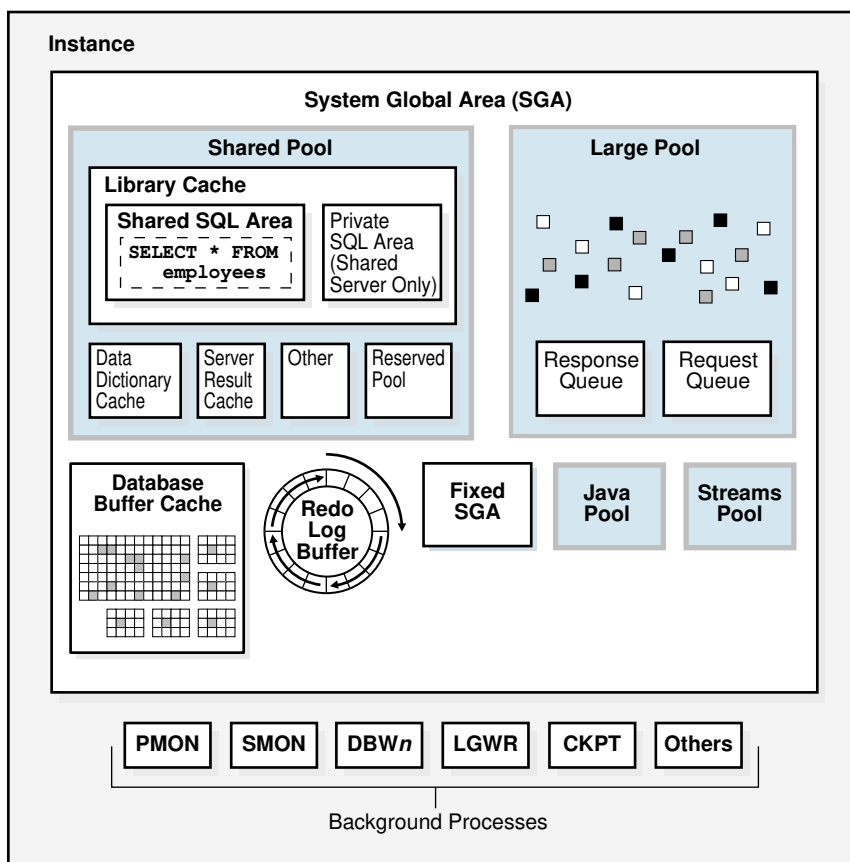 Instance
System Global Area (SGA)
Shared Pool
Library Cache
Shared SQL Area
SELECT * FROM
employees
Private
SQL Area
(Shared
Server Only)
Data
Dictionary
Cache
Server
Result
Cache
Other
Reserved
Pool
Large Pool
Response
Queue
Request
Queue
Database
Buffer Cache
Redo
Log
Buffer
Fixed
SGA
Java
Pool
Streams
Pool
PMON
SMON
DBWn
LGWR
CKPT
Others
Background Processes